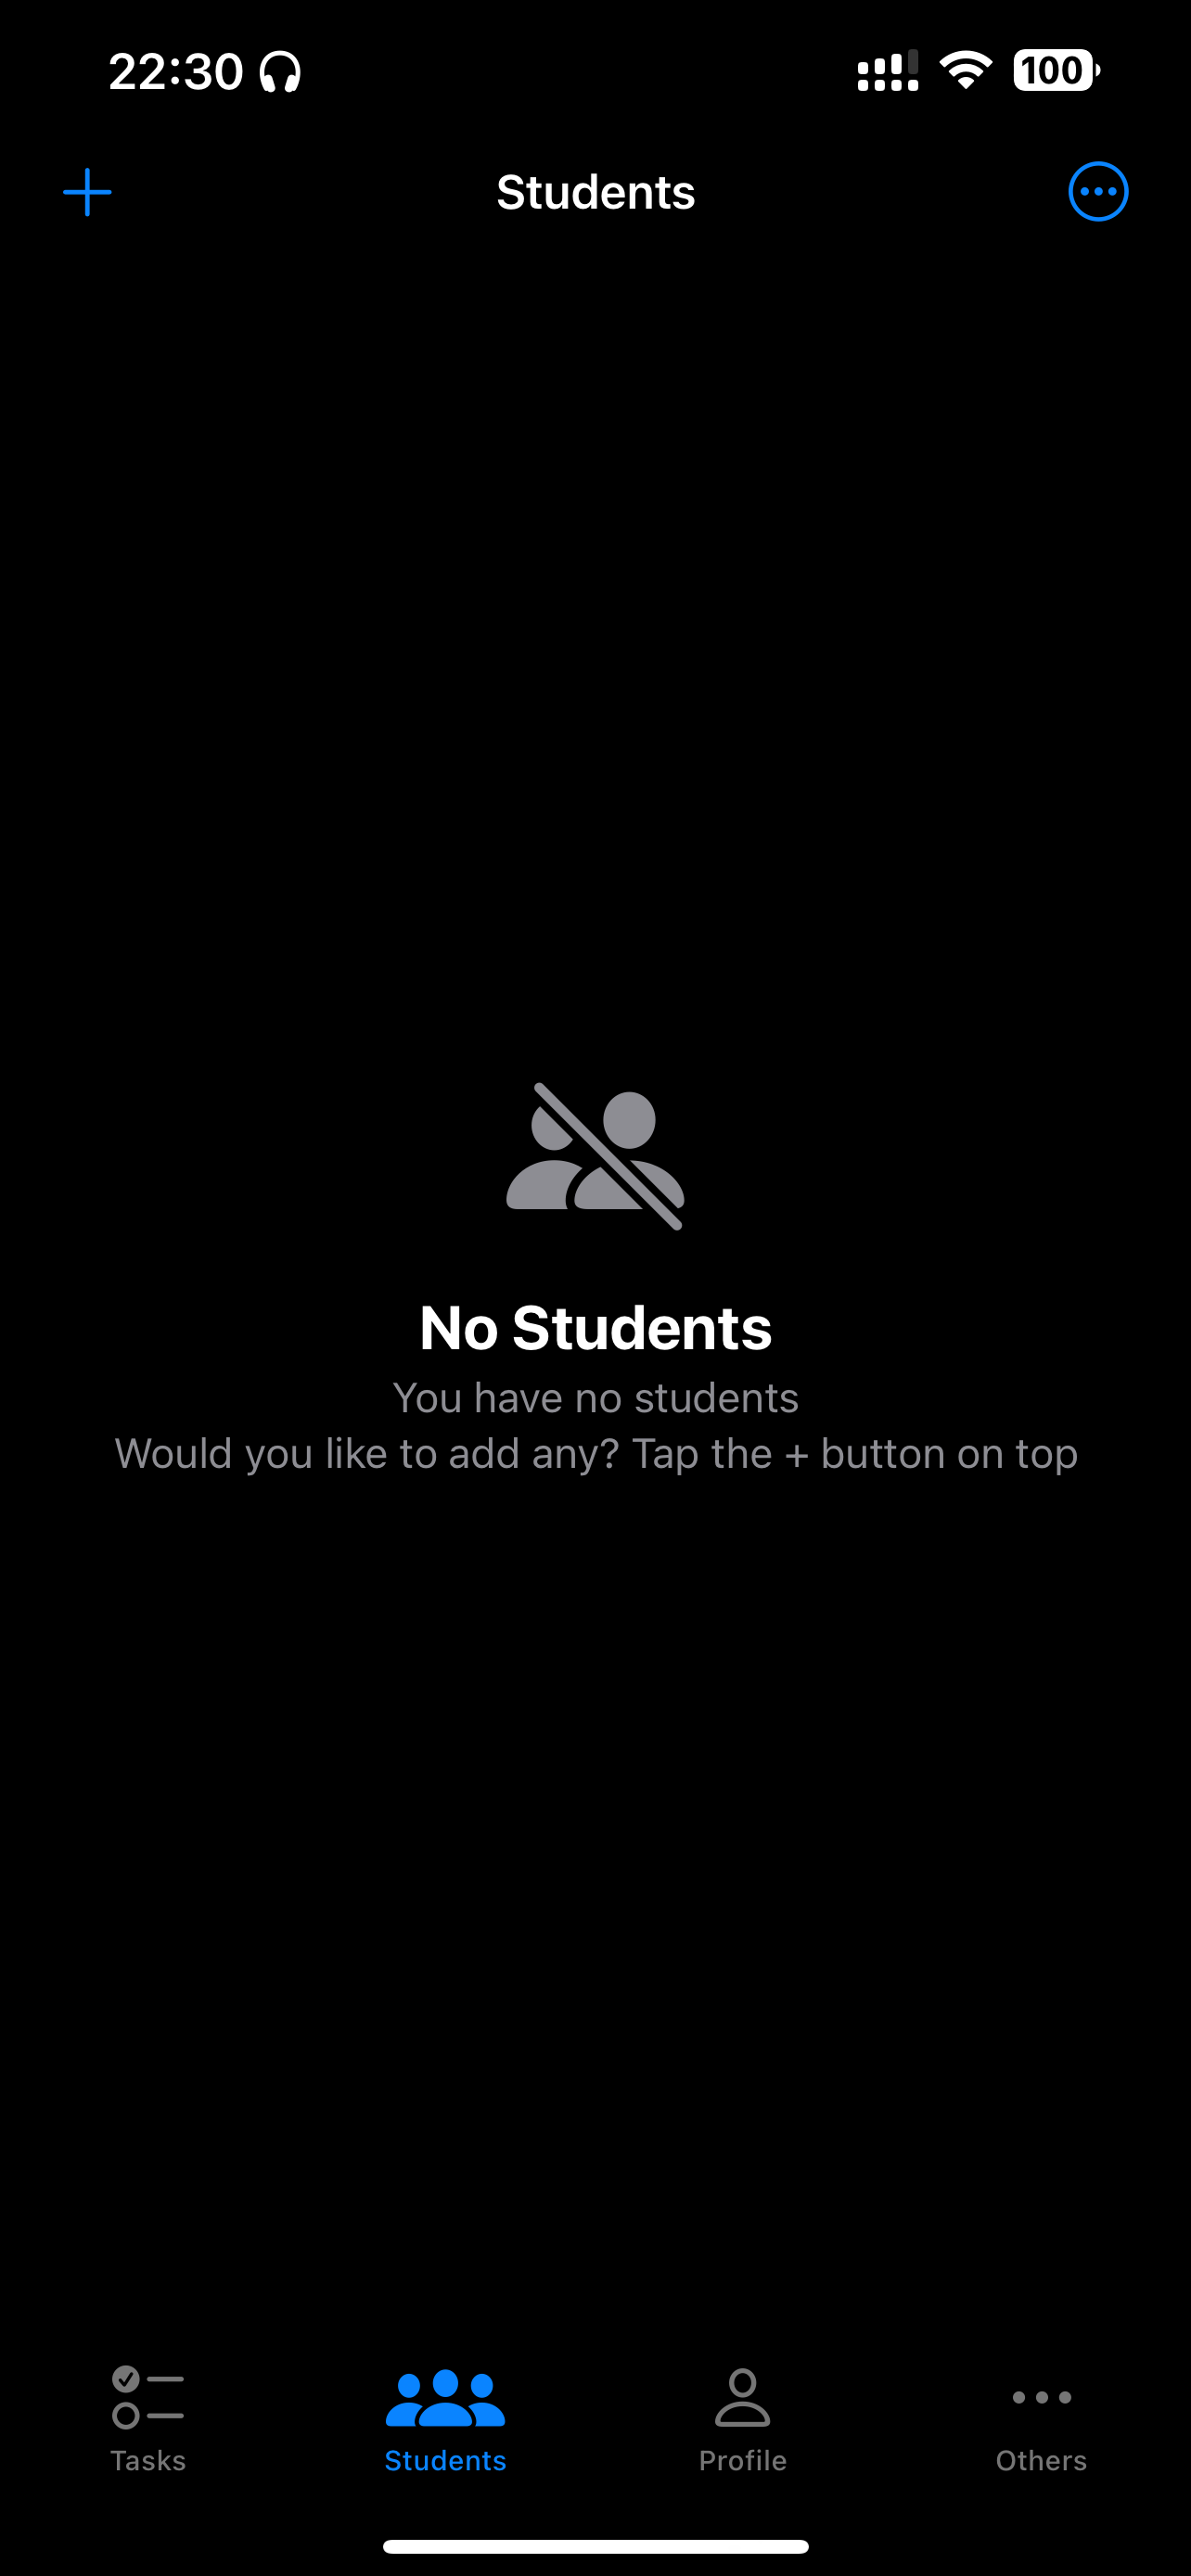 22:30
100
Students
No Students
You have no students
Would you like to add any? Tap the + button on top
Tasks
Students
Profile
Others